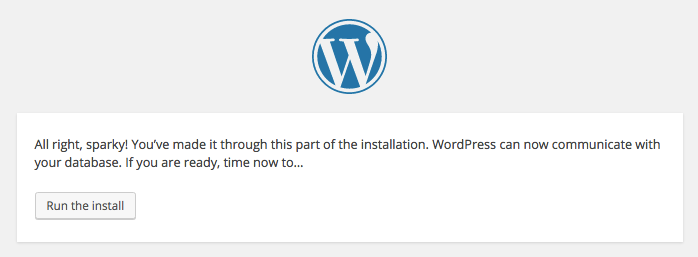 All right, sparky! You’ve made it through this part of the installation. WordPress can now communicate with
your database. If you are ready, time now to…
Run the install